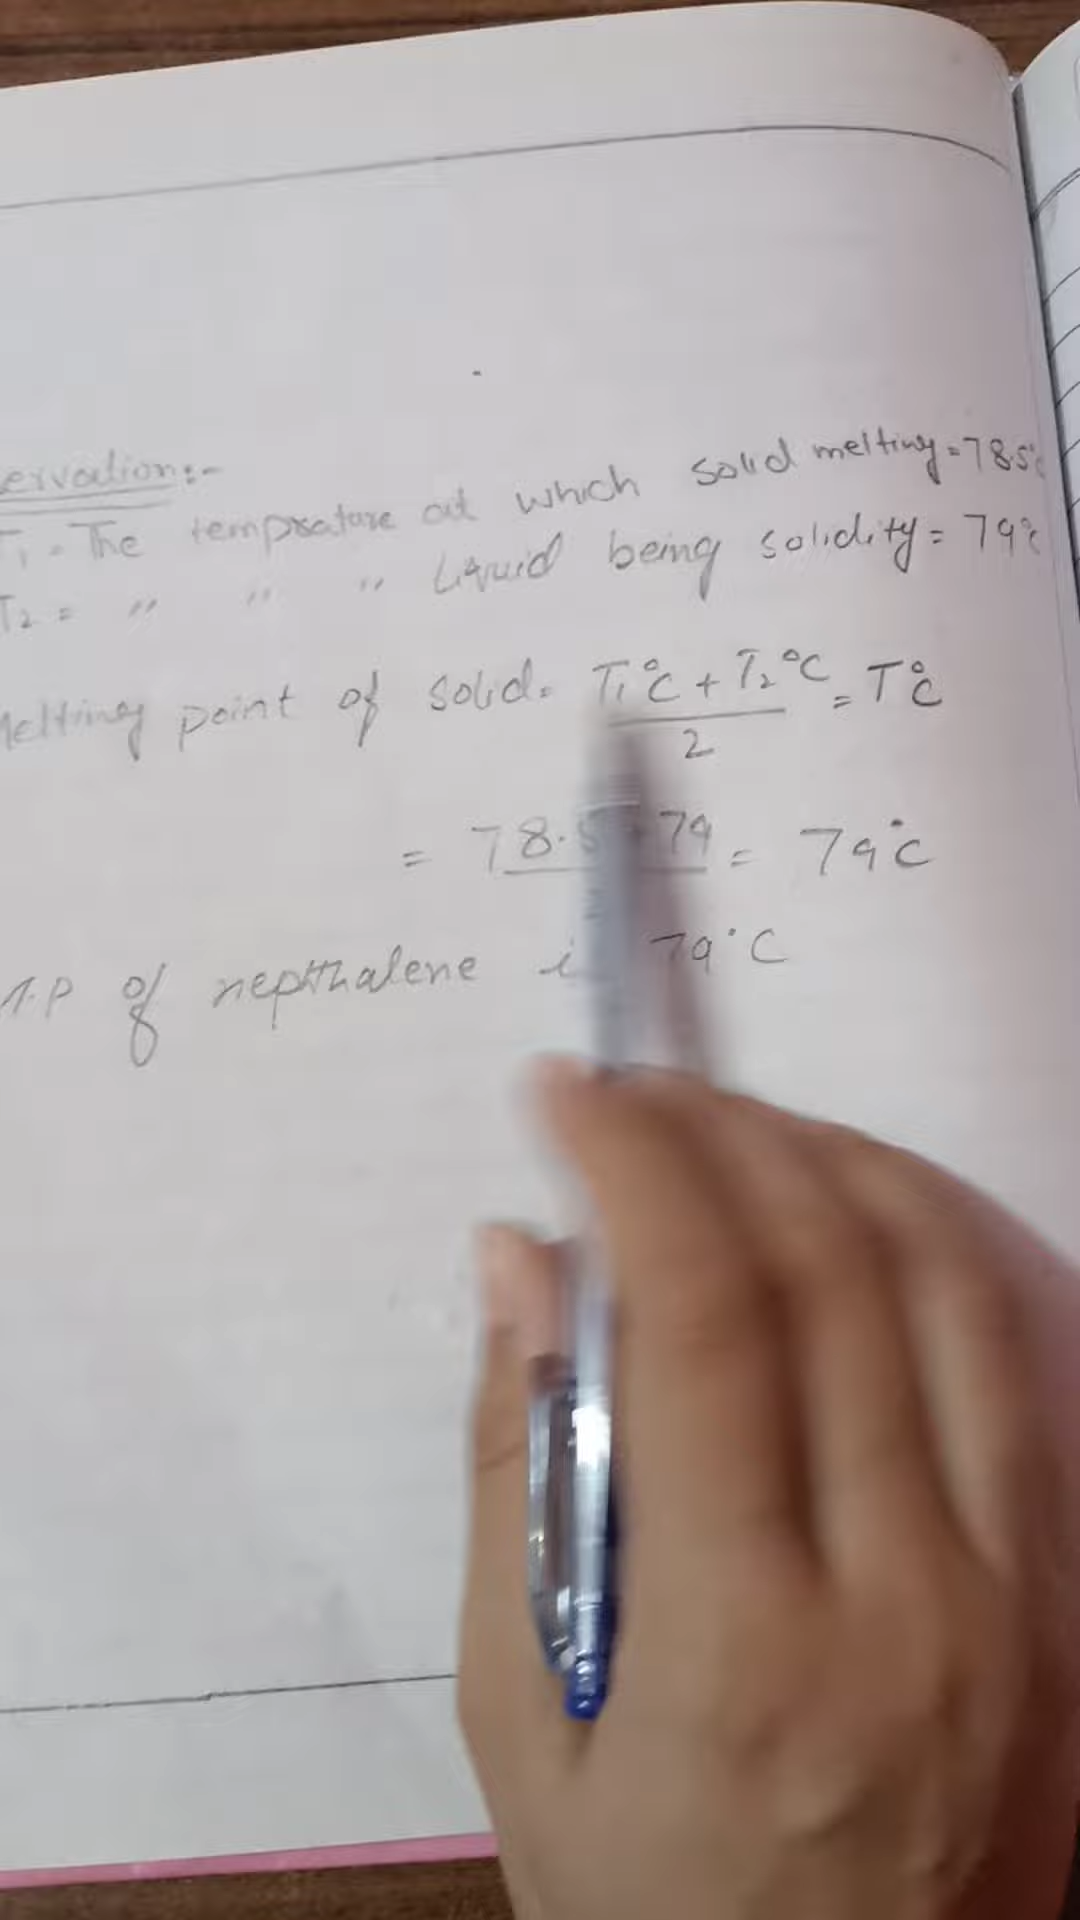 ervation:-
T1 = The temprature at which solid melting = 78.5°c
T2 = " " " Liquid being solidity = 79°c
Melting point of solid = T1°C + T2°C / 2 = T°C
= 78.5 79 = 79°C
M.P of nepthalene i 79°C